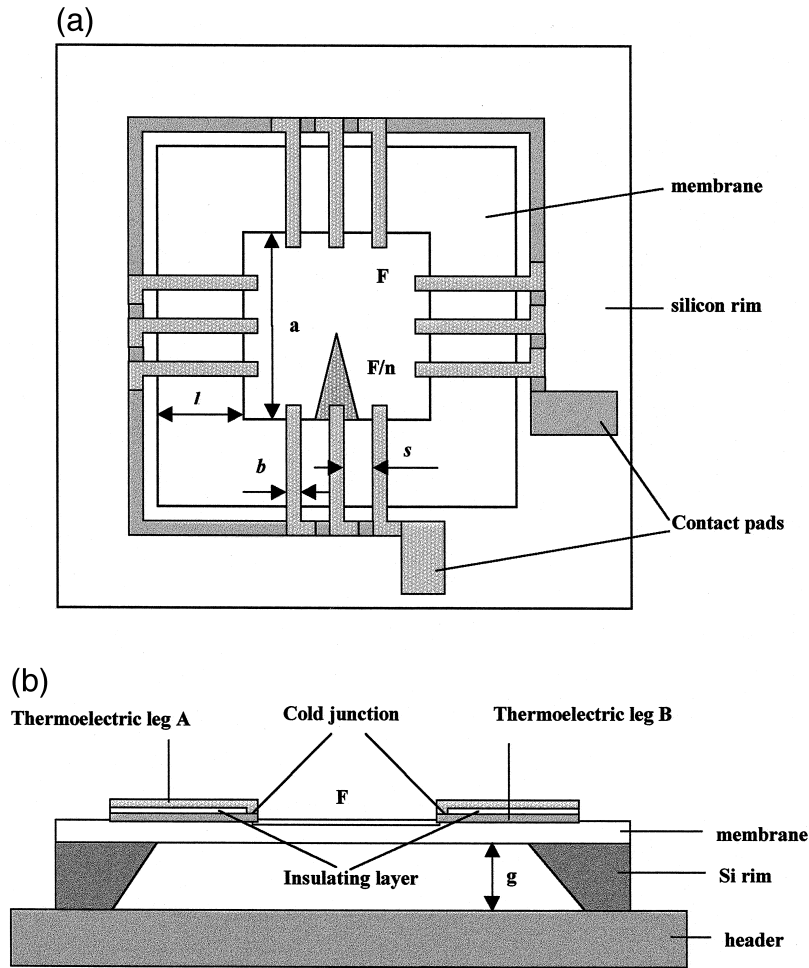 (a)
membrane
F
silicon rim
a
F/n
l
b
s
Contact pads
(b)
Thermoelectric leg A
Cold junction
Thermoelectric leg B
F
membrane
Insulating layer
g
Si rim
header